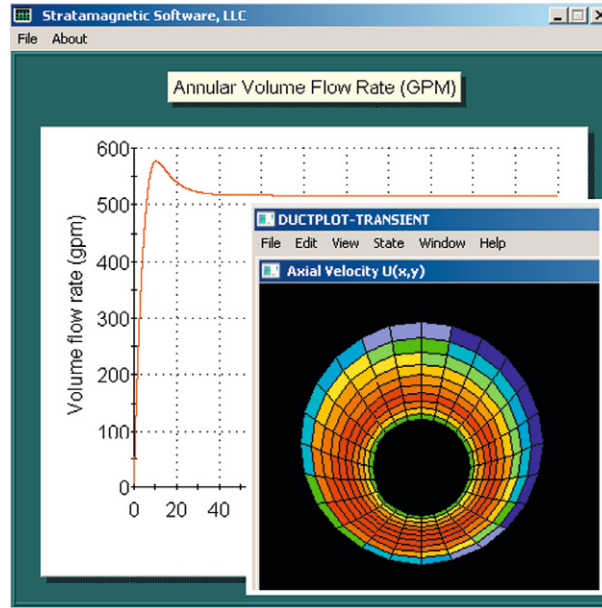 Stratamagnetic Software, LLC
File About
Annular Volume Flow Rate (GPM)
600
500
400
300
200
100
0
Volume flow rate (gpm)
0 20 40
DUCTPLOT-TRANSIENT
File Edit View State Window Help
Axial Velocity U(x,y)